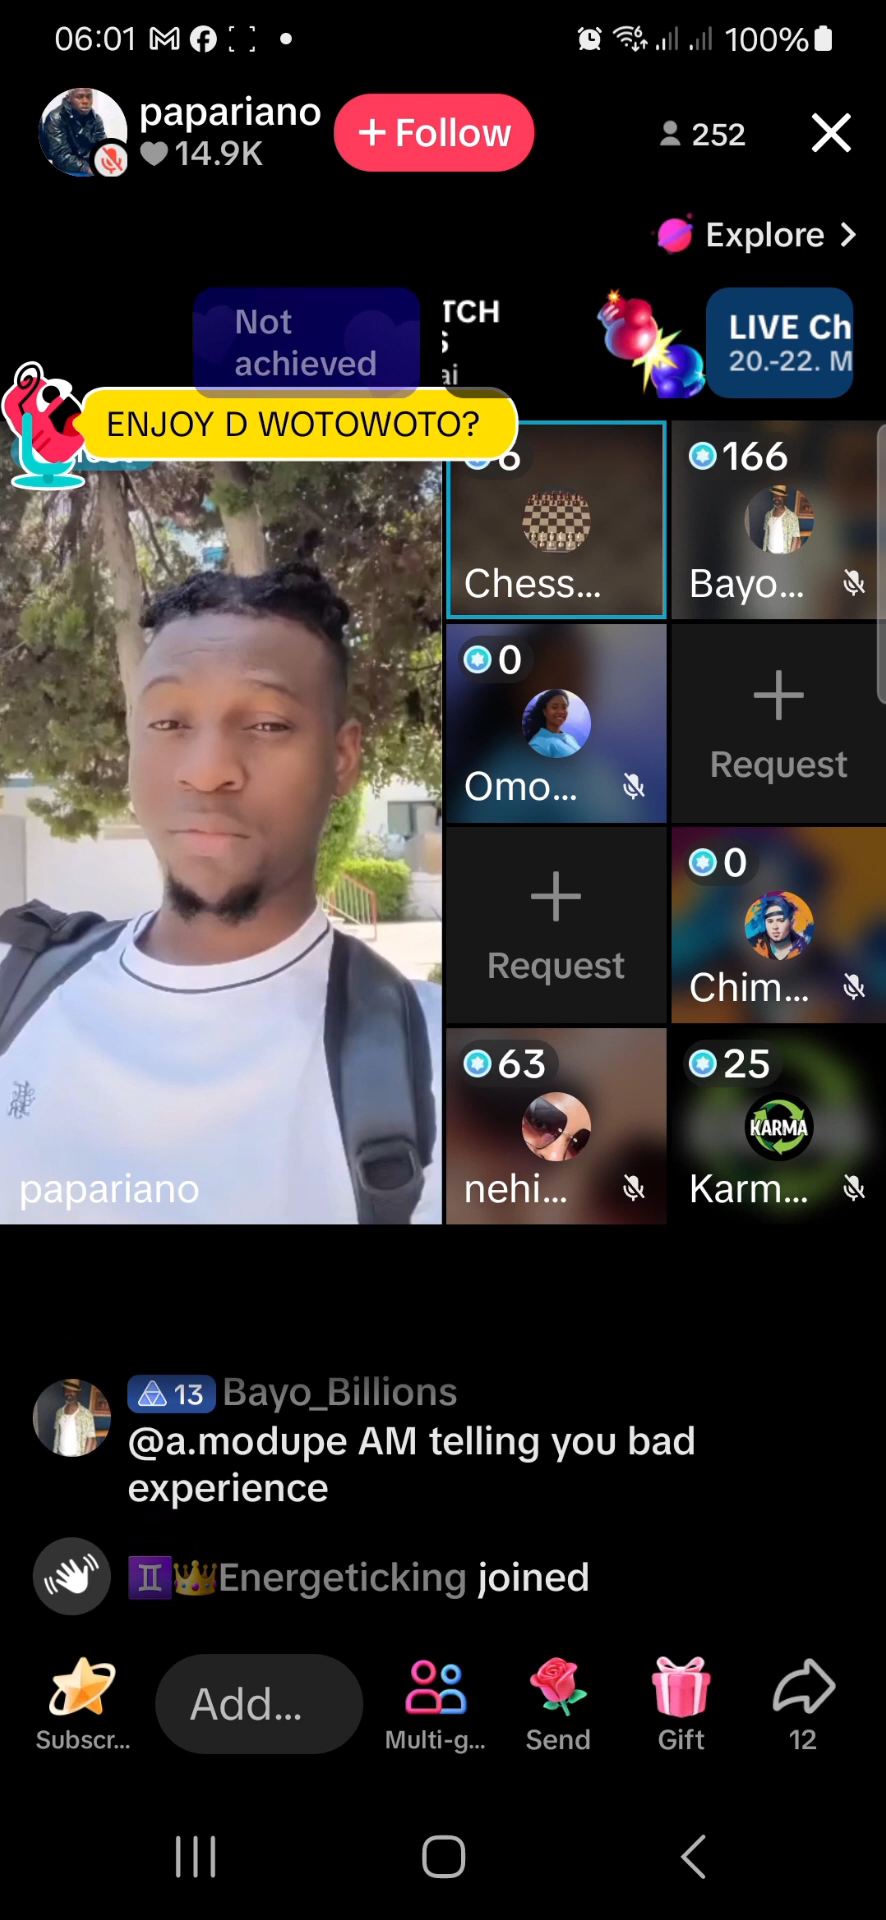 06:01
100%
papariano
14.9K
+ Follow
252
Explore
Not
achieved
TCH
S
ai
LIVE Ch
20.-22. M
ENJOY D WOTOWOTO?
6
Chess...
166
Bayo...
0
Omo...
Request
Request
0
Chim...
63
nehi...
25
KARMA
Karm...
papariano
13 Bayo_Billions
@a.modupe AM telling you bad
experience
♊👑Energeticking joined
Subscr...
Add...
Multi-g...
Send
Gift
12